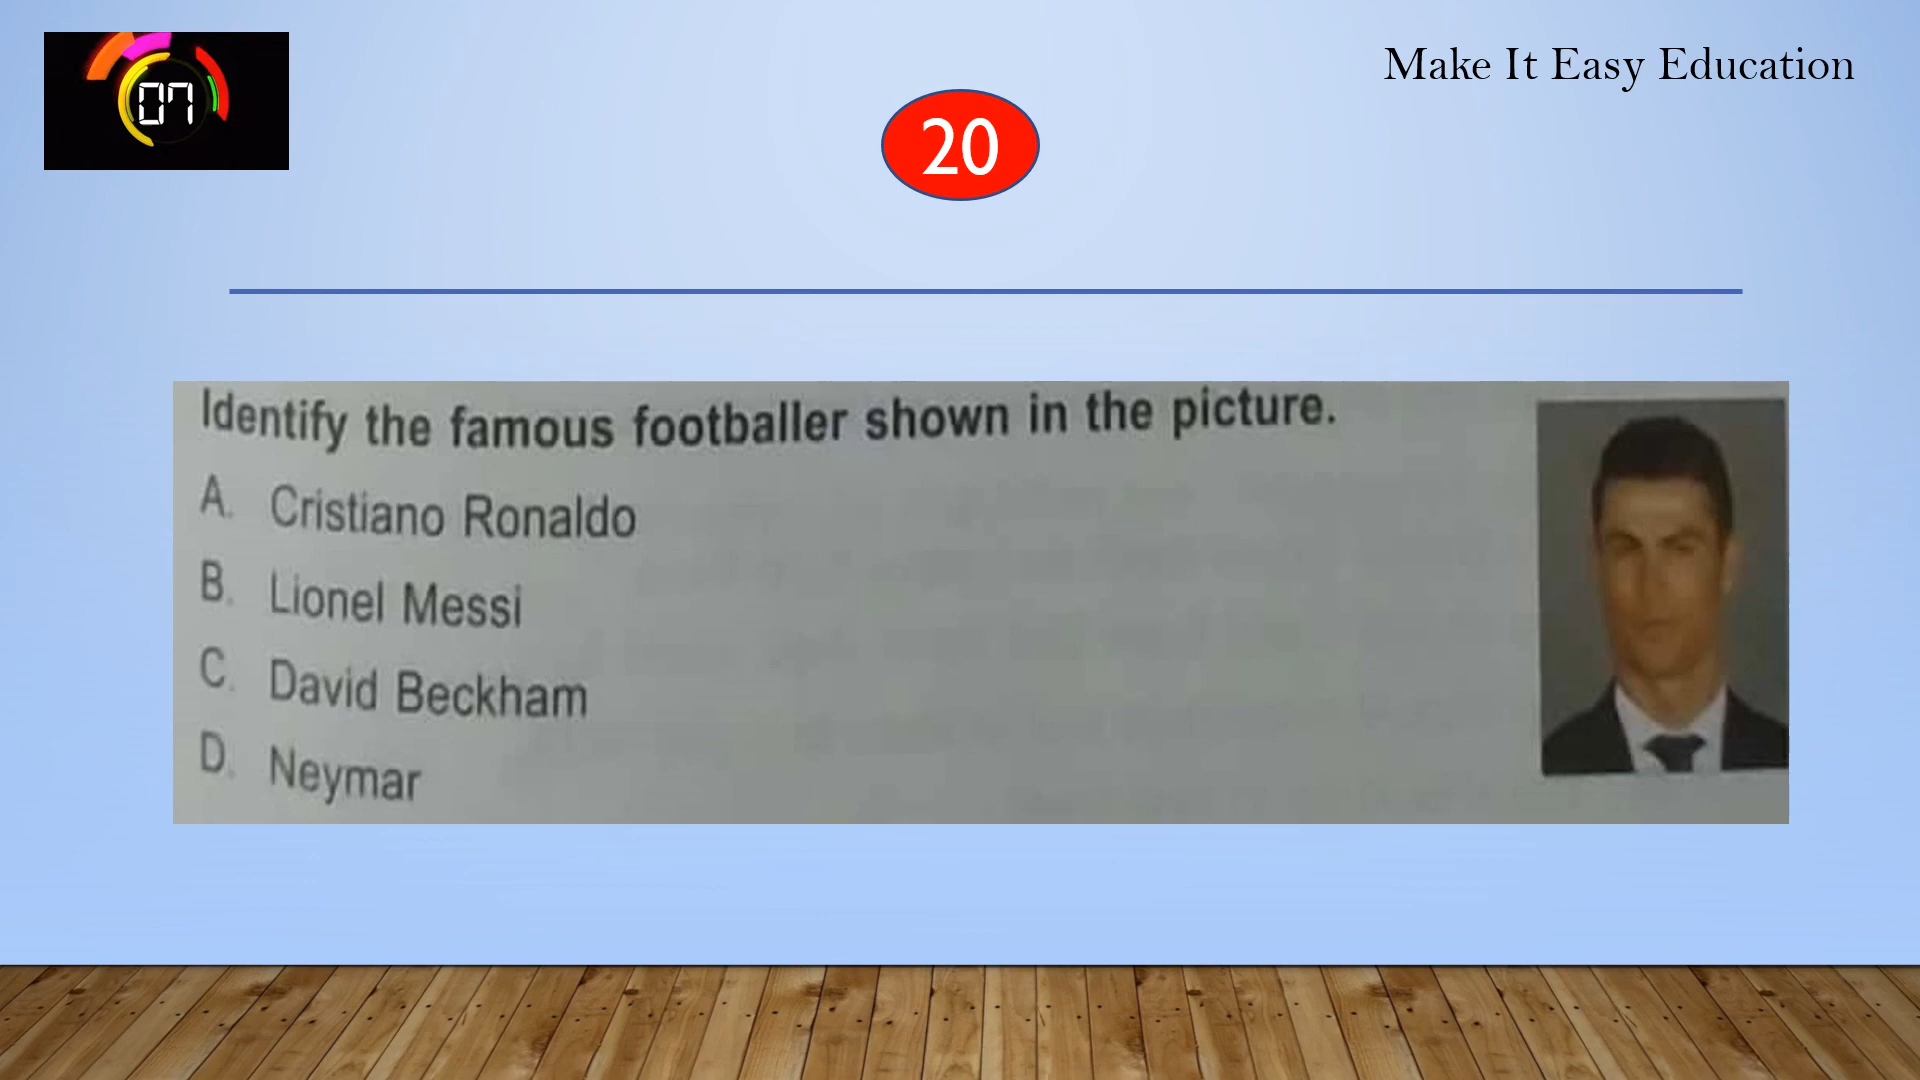 07
Make It Easy Education
20
Identify the famous footballer shown in the picture.
A. Cristiano Ronaldo
B. Lionel Messi
C. David Beckham
D. Neymar